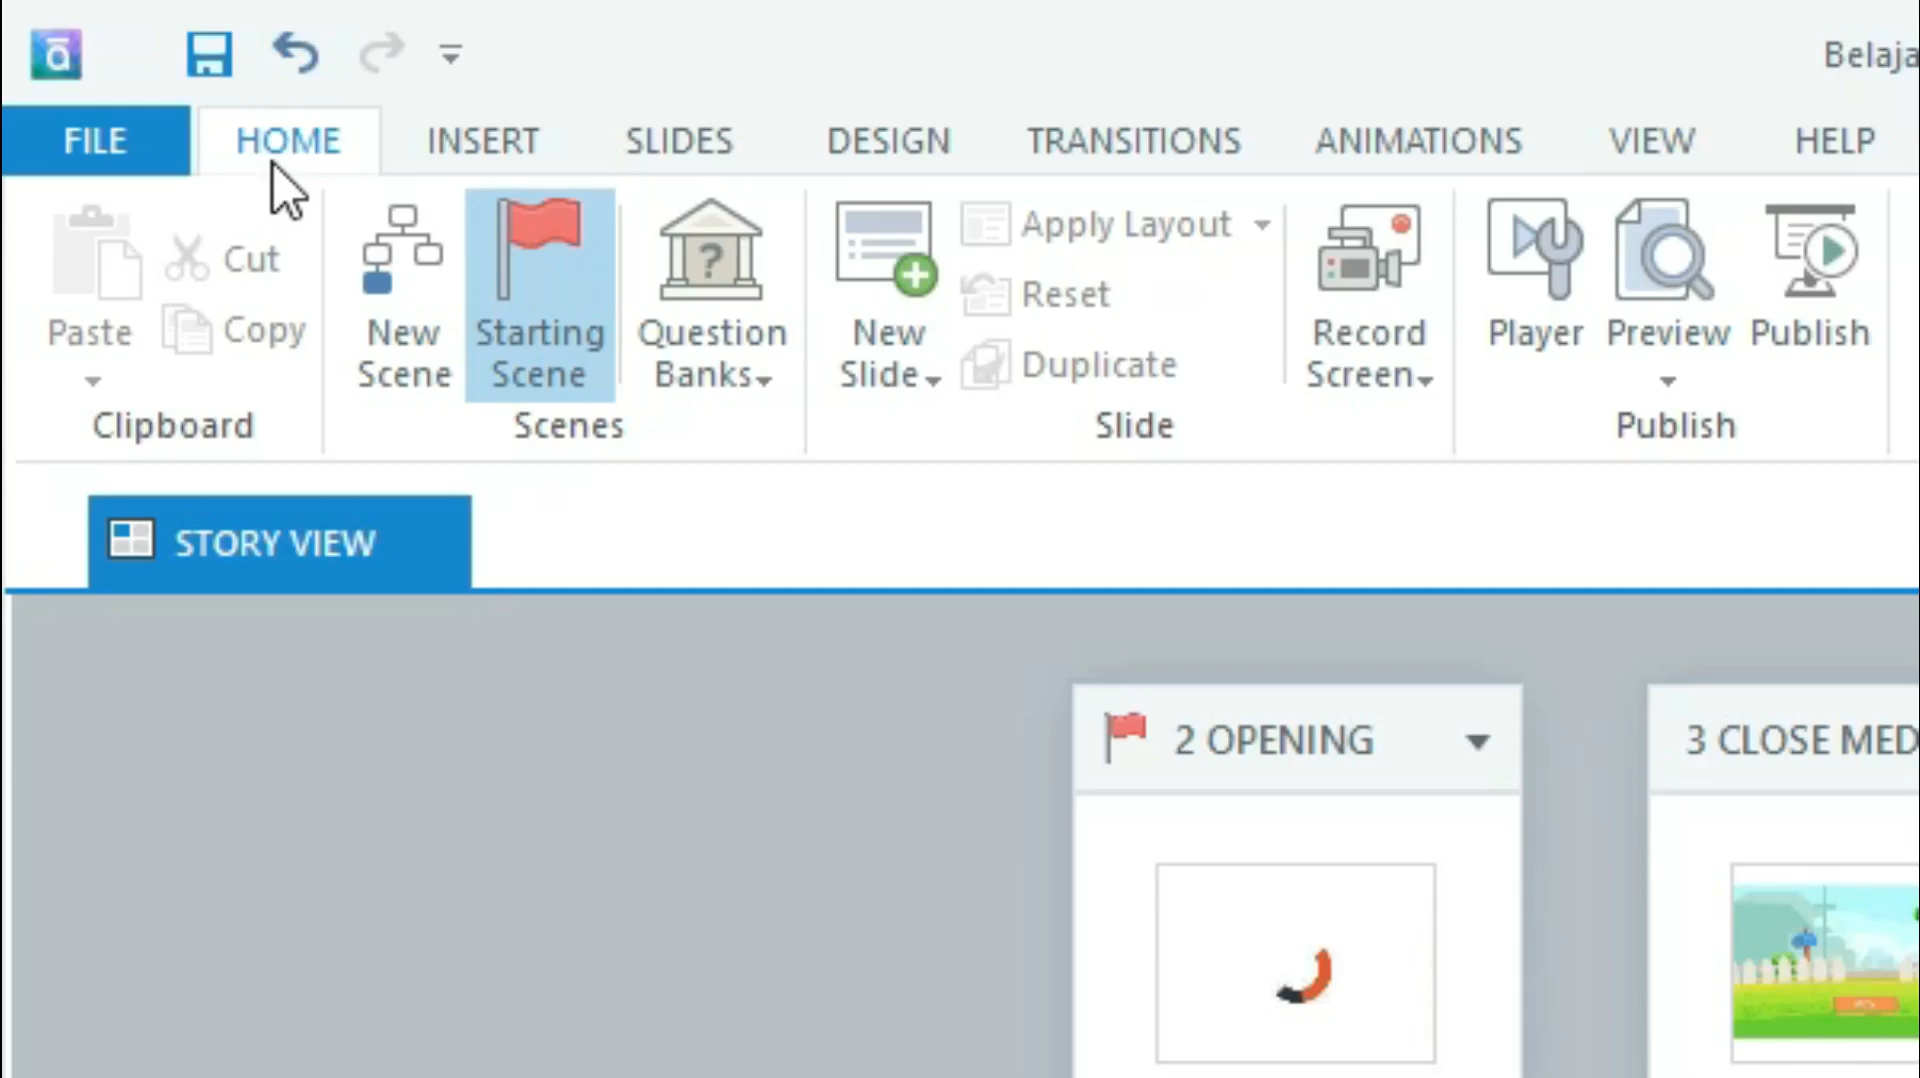 Belaja
FILE HOME INSERT SLIDES DESIGN TRANSITIONS ANIMATIONS VIEW HELP
Paste
Cut
Copy
Clipboard
New
Scene
Starting
Scene
Question
Banks
Scenes
New
Slide
Apply Layout
Reset
Duplicate
Record
Screen
Slide
Player
Preview
Publish
Publish
STORY VIEW
2 OPENING
3 CLOSE MED